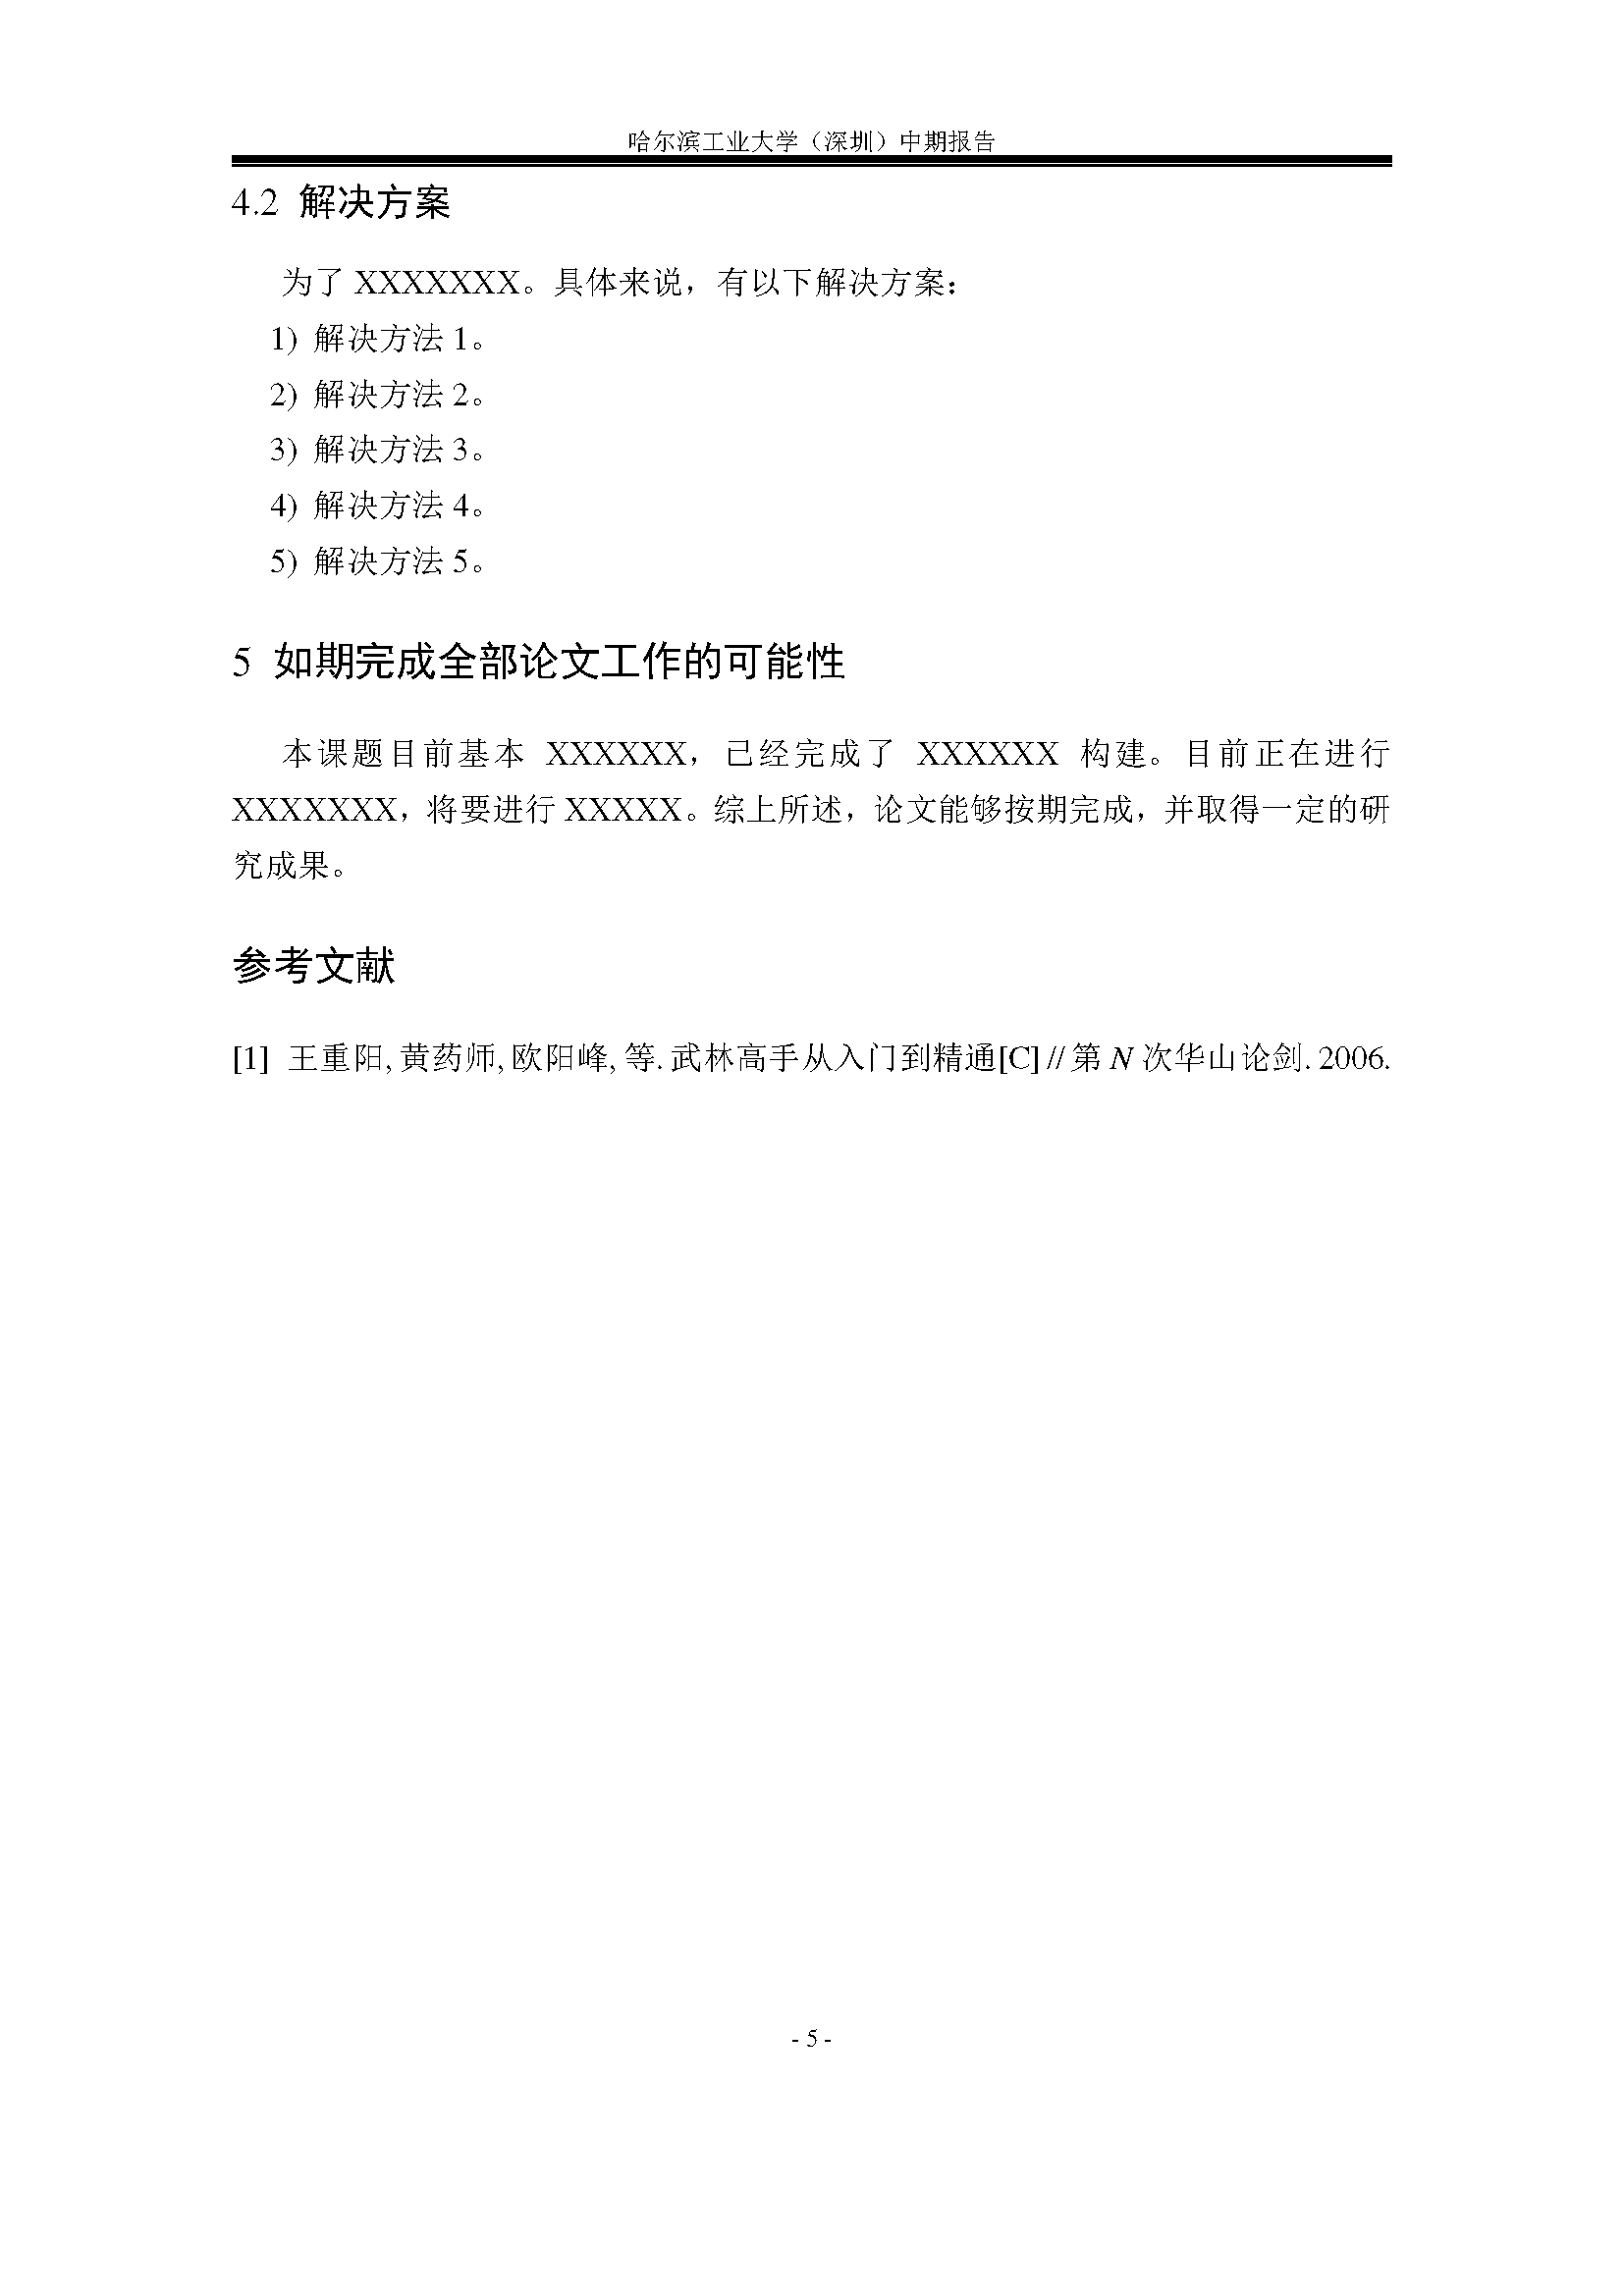 哈尔滨工业大学（深圳）中期报告
4.2 解决方案
为了 XXXXXXX。具体来说，有以下解决方案：
1) 解决方法 1。
2) 解决方法 2。
3) 解决方法 3。
4) 解决方法 4。
5) 解决方法 5。
5 如期完成全部论文工作的可能性
本课题目前基本 XXXXXX，已经完成了 XXXXXX 构建。目前正在进行
XXXXXXX，将要进行 XXXXX。综上所述，论文能够按期完成，并取得一定的研
究成果。
参考文献
[1] 王重阳, 黄药师, 欧阳峰, 等. 武林高手从入门到精通[C] // 第 N 次华山论剑. 2006.
- 5 -